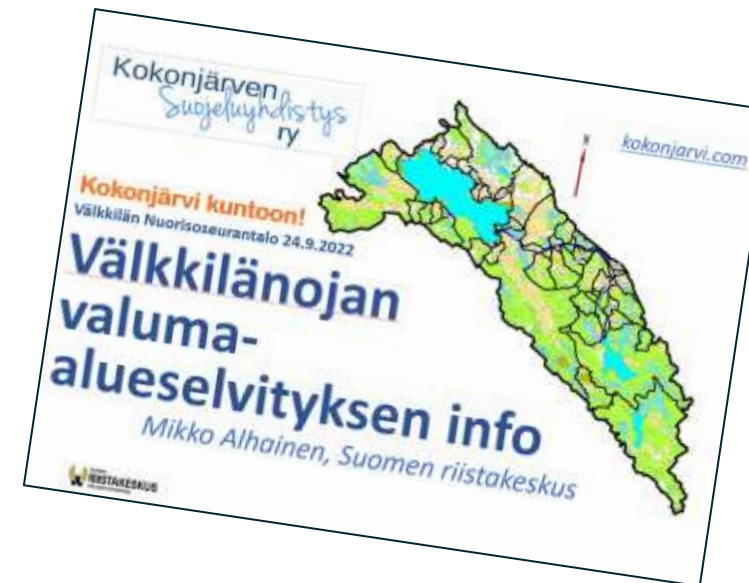 Kokonjärven
Suojeluyhdistys
ry
kokonjarvi.com
Kokonjärvi kuntoon!
Välkkilän Nuorisoseurantalo 24.9.2022
Välkkilänojan
valuma-
alueselvityksen info
Mikko Alhainen, Suomen riistakeskus
RIISTAKESKUS